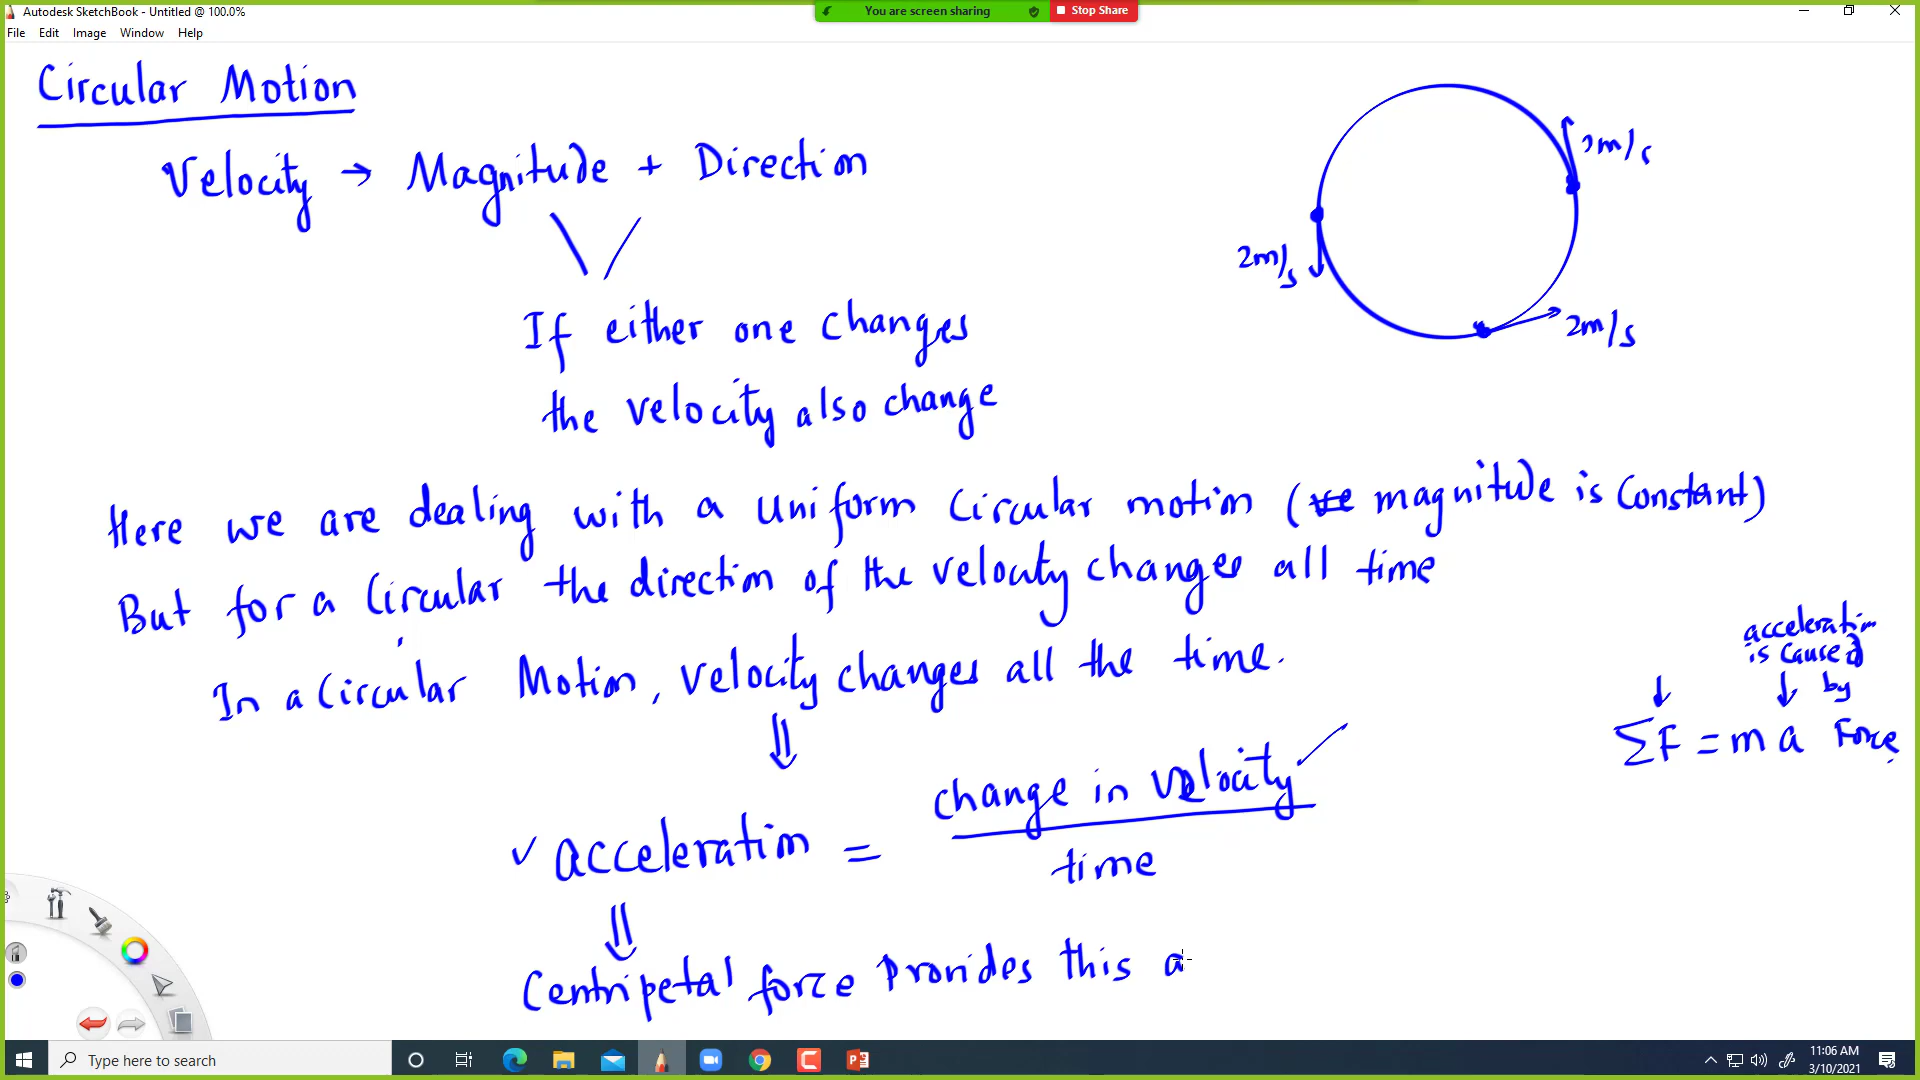 Autodesk SketchBook - Untitled @ 100.0%
You are screen sharing
Stop Share
File Edit Image Window Help
Circular Motion
Velocity → Magnitude + Direction
2m/s
2m/s
2m/s
If either one changes
the velocity also change
Here we are dealing with a uniform circular motion (ve magnitude is constant)
But for a circular the direction of the velocity changes all time
In a circular Motion, velocity changes all the time.
acceleration
is caused
by
ΣF = ma Force
✓ acceleration = change in velocity ✓
time
Centripetal force provides this a
Type here to search
11:06 AM
3/10/2021